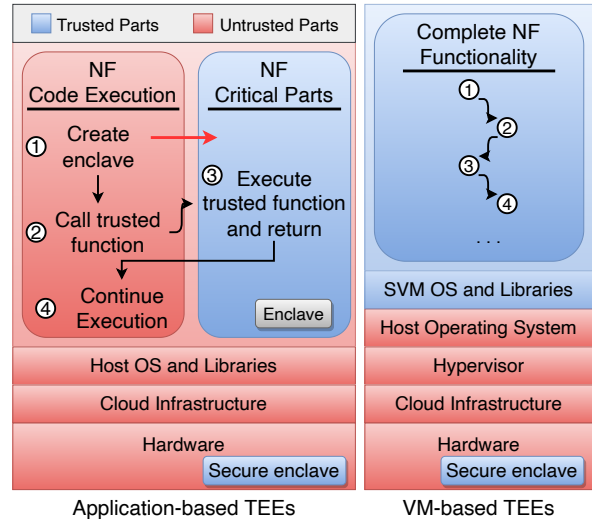 Trusted Parts
Untrusted Parts
NF
Code Execution
1
Create
enclave
2
Call trusted
function
4
Continue
Execution
NF
Critical Parts
3
Execute
trusted function
and return
Enclave
Host OS and Libraries
Cloud Infrastructure
Hardware
Secure enclave
Application-based TEEs
Complete NF
Functionality
1
2
3
4
. . .
SVM OS and Libraries
Host Operating System
Hypervisor
Cloud Infrastructure
Hardware
Secure enclave
VM-based TEEs